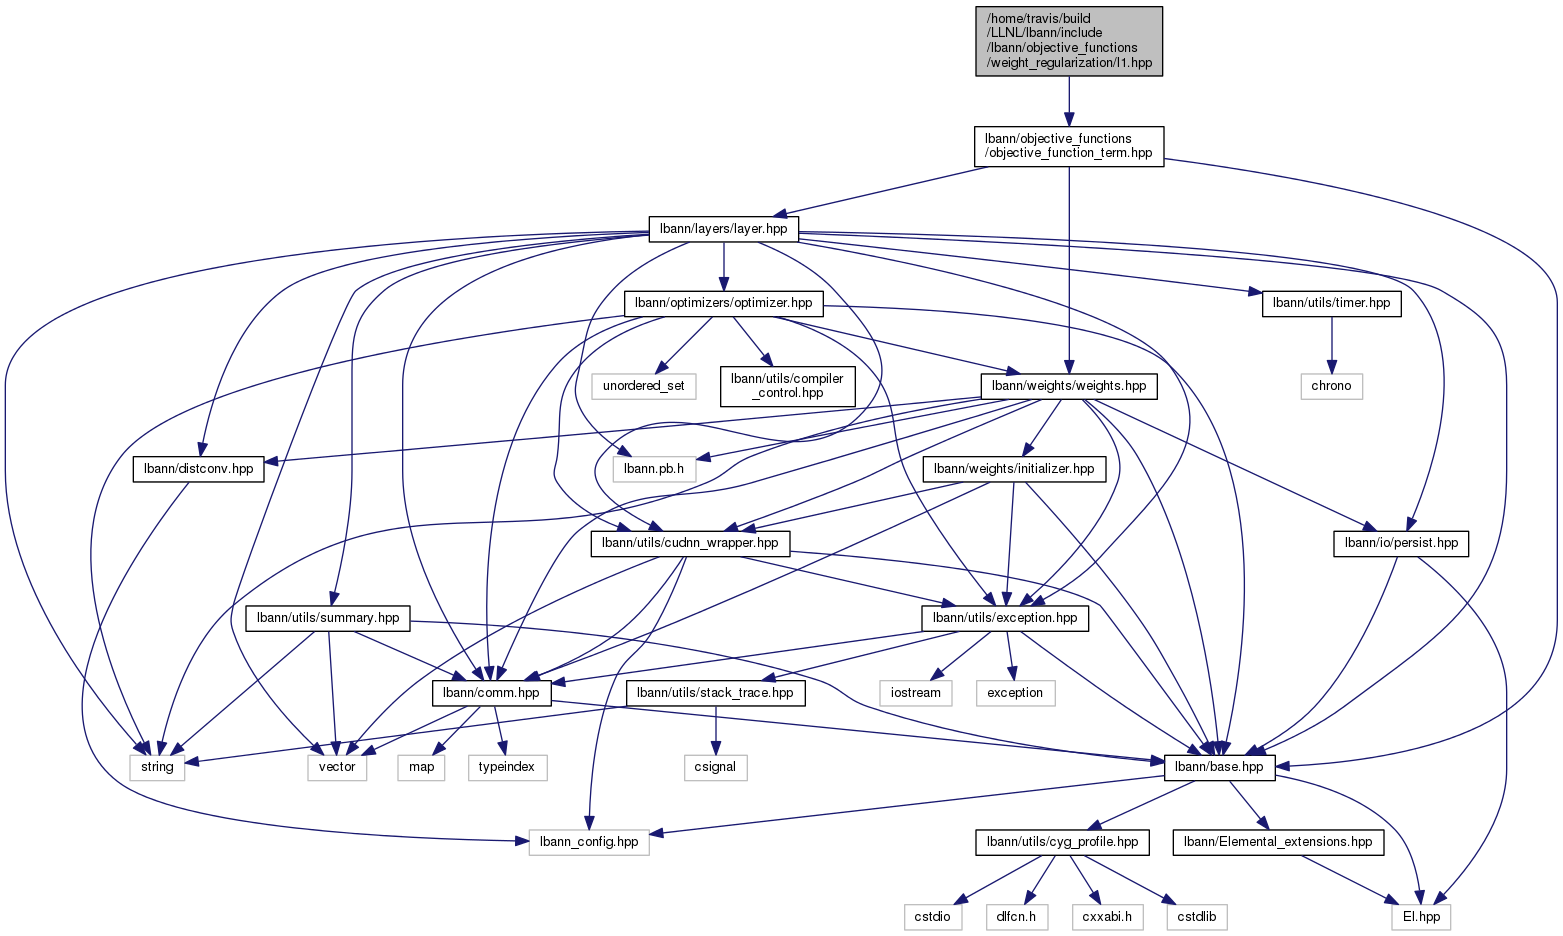 /home/travis/build
/LLNL/lbann/include
/lbann/objective_functions
/weight_regularization/l1.hpp
lbann/objective_functions
/objective_function_term.hpp
lbann/layers/layer.hpp
lbann/optimizers/optimizer.hpp
lbann/utils/timer.hpp
unordered_set
lbann/utils/compiler
_control.hpp
lbann/weights/weights.hpp
chrono
lbann/distconv.hpp
lbann.pb.h
lbann/weights/initializer.hpp
lbann/utils/cudnn_wrapper.hpp
lbann/io/persist.hpp
lbann/utils/summary.hpp
lbann/utils/exception.hpp
lbann/comm.hpp
lbann/utils/stack_trace.hpp
iostream
exception
string
vector
map
typeindex
csignal
lbann/base.hpp
lbann_config.hpp
lbann/utils/cyg_profile.hpp
lbann/Elemental_extensions.hpp
cstdio
dlfcn.h
cxxabi.h
cstdlib
El.hpp